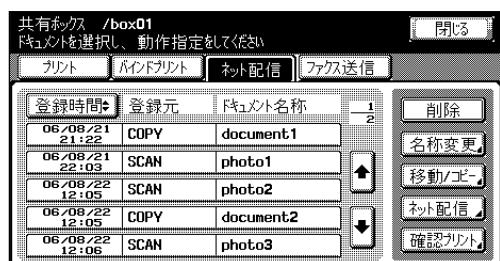 共有ボックス /box01
ドキュメントを選択し、動作指定をしてください
閉じる
プリント バインドプリント ネット配信 ファクス送信
登録時間 登録元 ドキュメント名称 1/2
06/08/21 21:22 COPY document1
06/08/21 22:03 SCAN photo1
06/08/22 12:05 SCAN photo2
06/08/22 12:05 COPY document2
06/08/22 12:06 SCAN photo3
削除
名称変更
移動/コピー
ネット配信
確認プリント